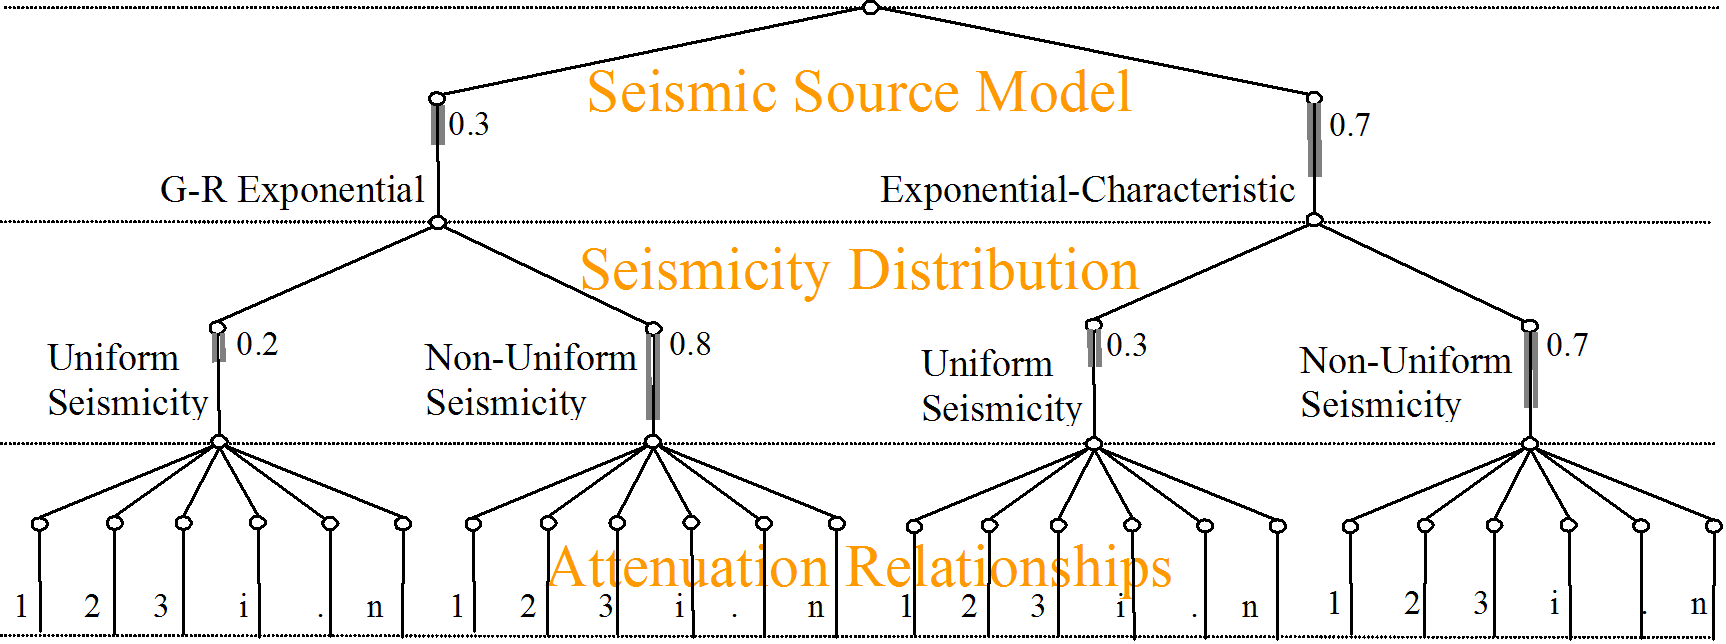 Seismic Source Model
0.3
0.7
G-R Exponential
Exponential-Characteristic
Seismicity Distribution
Uniform
Seismicity
0.2
Non-Uniform
Seismicity
0.8
Uniform
Seismicity
0.3
Non-Uniform
Seismicity
0.7
Attenuation Relationships
1 2 3 i . n 1 2 3 i . n 1 2 3 i . n 1 2 3 i . n